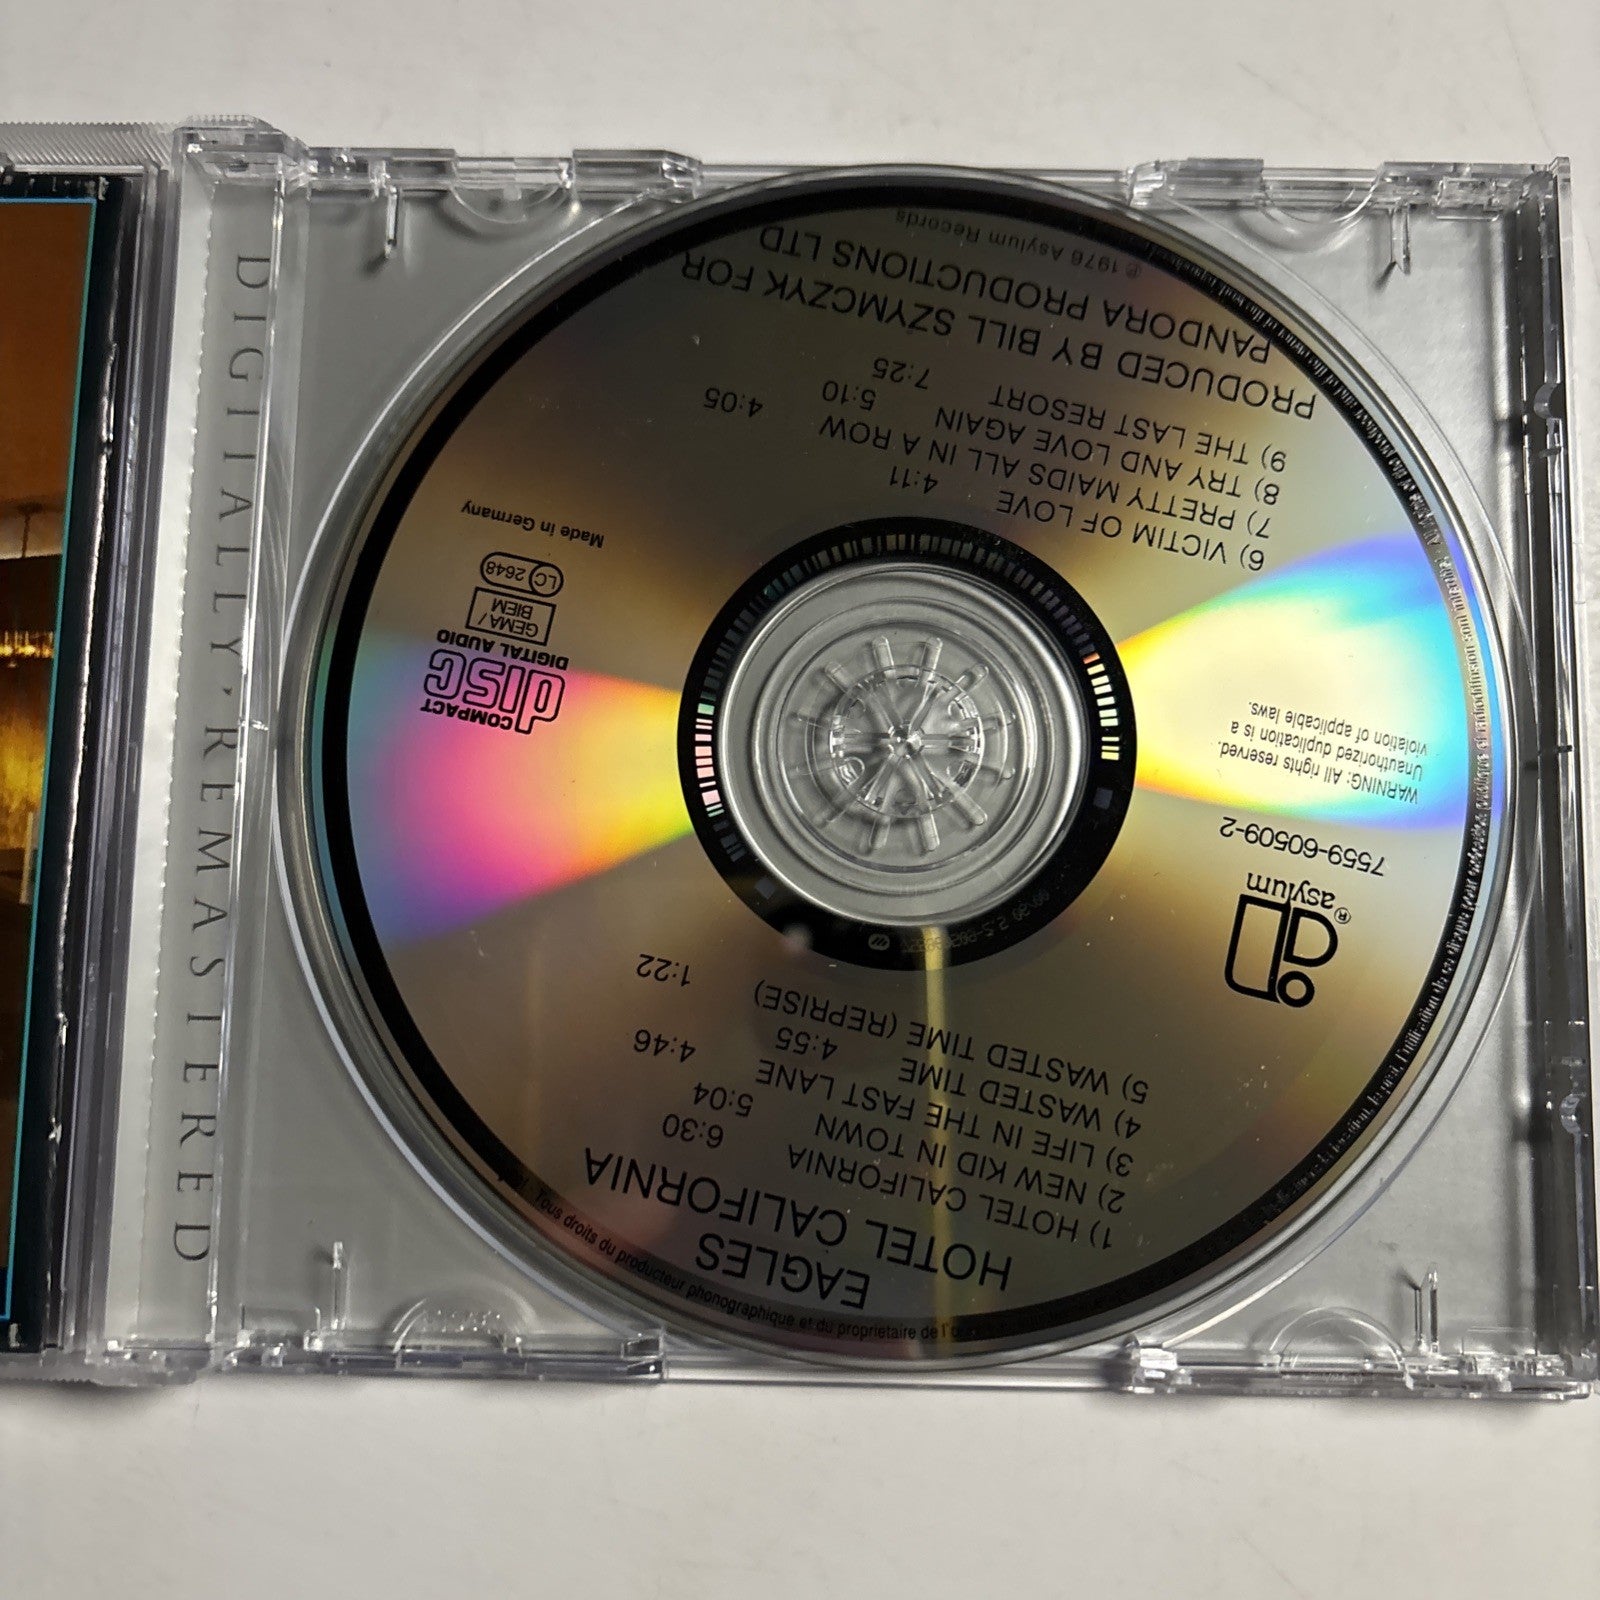 DIGITALLY·REMASTERED
EAGLES
HOTEL CALIFORNIA
1) HOTEL CALIFORNIA 6:30
2) NEW KID IN TOWN 5:04
3) LIFE IN THE FAST LANE 4:46
4) WASTED TIME 4:55
5) WASTED TIME (REPRISE) 1:22
asylum ®
7559-60509-2
WARNING: All rights reserved.
Unauthorized duplication is a
violation of applicable laws.
COMPACT
disc
DIGITAL AUDIO
GEMA/
BIEM
LC 2648
Made in Germany
6) VICTIM OF LOVE 4:11
7) PRETTY MAIDS ALL IN A ROW 4:05
8) TRY AND LOVE AGAIN 5:10
9) THE LAST RESORT 7:25
PRODUCED BY BILL SZYMCZYK FOR
PANDORA PRODUCTIONS LTD
℗ 1976 Asylum Records
Tous droits du producteur phonographique et du proprietaire de l'